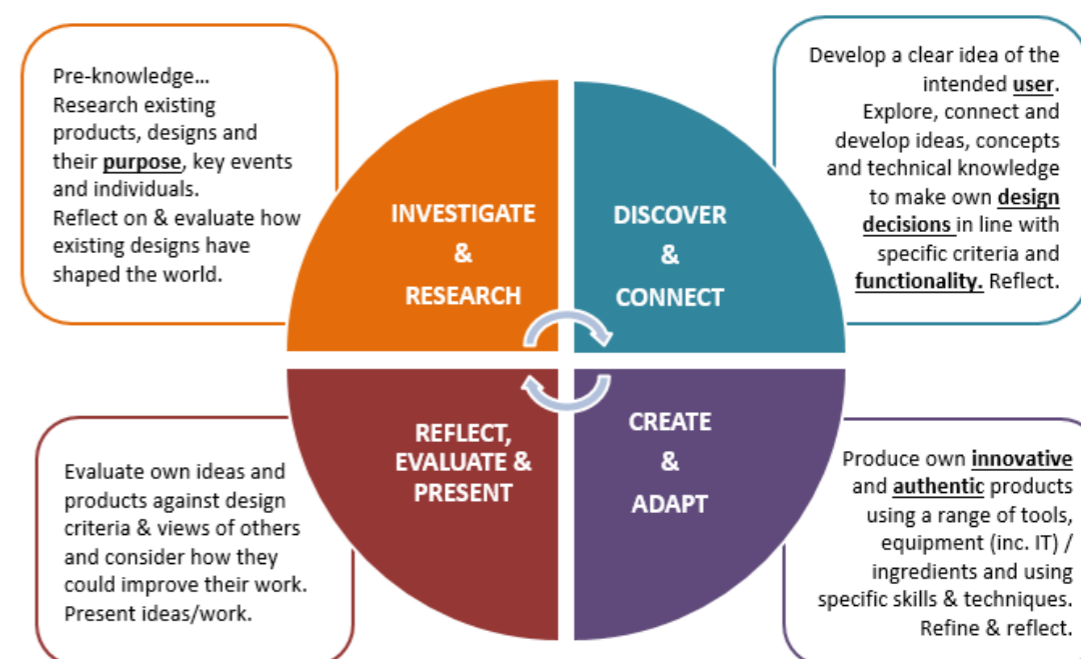 Pre-knowledge...
Research existing
products, designs and
their purpose, key events
and individuals.
Reflect on & evaluate how
existing designs have
shaped the world.
INVESTIGATE
&
RESEARCH
DISCOVER
&
CONNECT
Develop a clear idea of the
intended user.
Explore, connect and
develop ideas, concepts
and technical knowledge
to make own design
decisions in line with
specific criteria and
functionality. Reflect.
Evaluate own ideas and
products against design
criteria & views of others
and consider how they
could improve their work.
Present ideas/work.
REFLECT,
EVALUATE &
PRESENT
CREATE
&
ADAPT
Produce own innovative
and authentic products
using a range of tools,
equipment (inc. IT) /
ingredients and using
specific skills & techniques.
Refine & reflect.